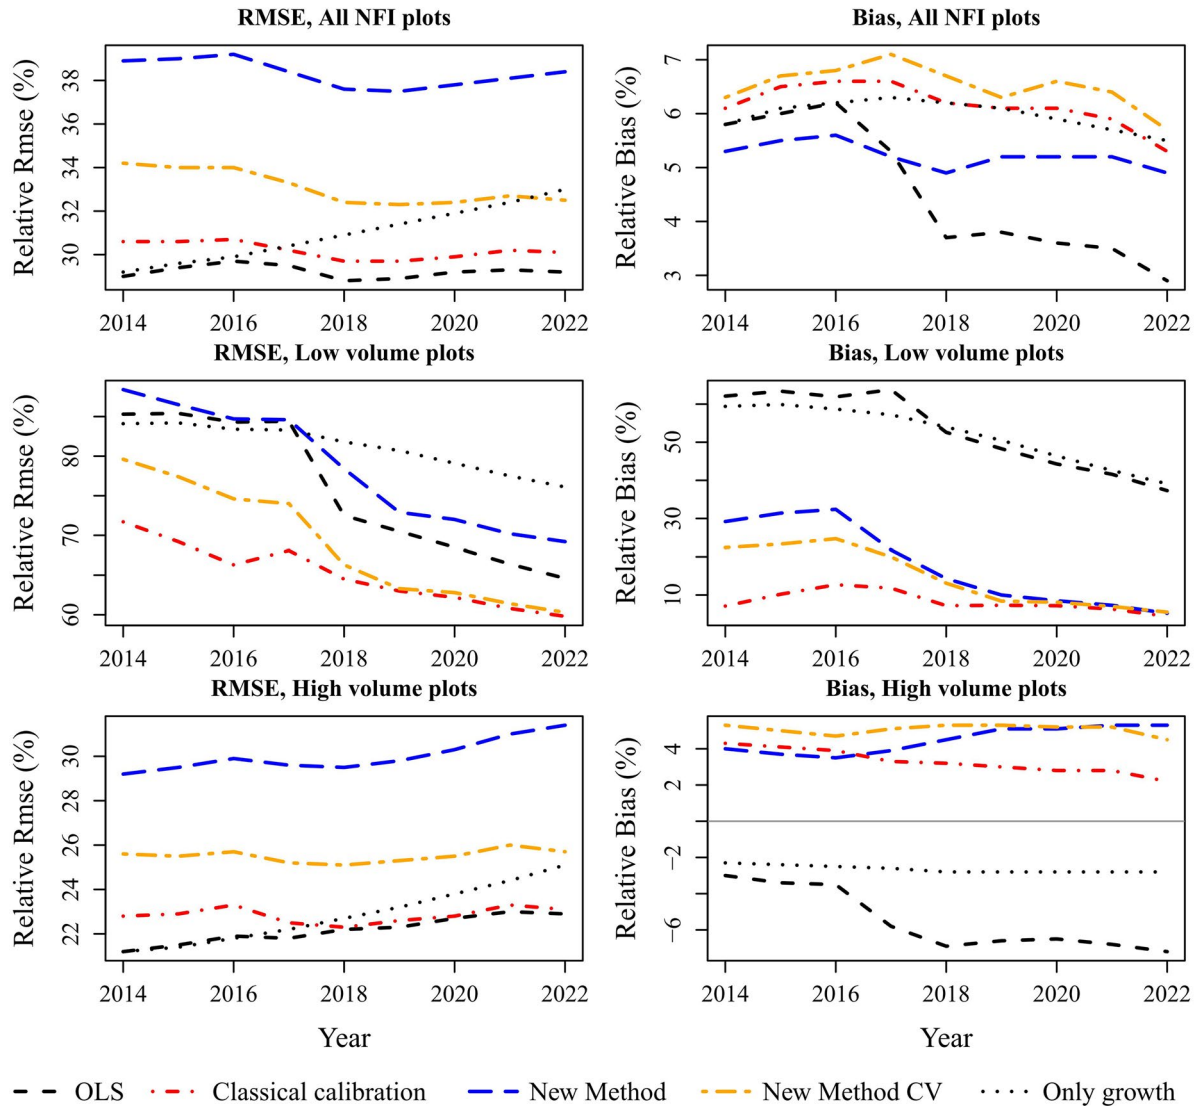 RMSE, All NFI plots
Relative Rmse (%)
38
36
34
32
30
2014 2016 2018 2020 2022
Bias, All NFI plots
Relative Bias (%)
7
6
5
4
3
2014 2016 2018 2020 2022
RMSE, Low volume plots
Relative Rmse (%)
80
70
60
2014 2016 2018 2020 2022
Bias, Low volume plots
Relative Bias (%)
50
30
10
2014 2016 2018 2020 2022
RMSE, High volume plots
Relative Rmse (%)
30
28
26
24
22
2014 2016 2018 2020 2022
Year
Bias, High volume plots
Relative Bias (%)
4
2
−2
−6
2014 2016 2018 2020 2022
Year
OLS Classical calibration New Method New Method CV Only growth